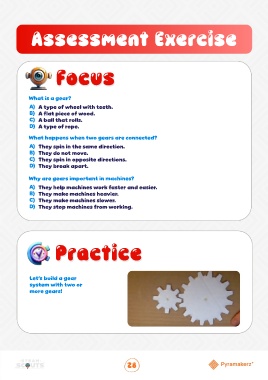 Assessment Exercise
Focus
What is a gear?
A) A type of wheel with teeth.
B) A flat piece of wood.
C) A ball that rolls.
D) A type of rope.
What happens when two gears are connected?
A) They spin in the same direction.
B) They do not move.
C) They spin in opposite directions.
D) They break apart.
Why are gears important in machines?
A) They help machines work faster and easier.
B) They make machines heavier.
C) They make machines slower.
D) They stop machines from working.
Practice
Let's build a gear
system with two or
more gears!
28
Pyramakerz